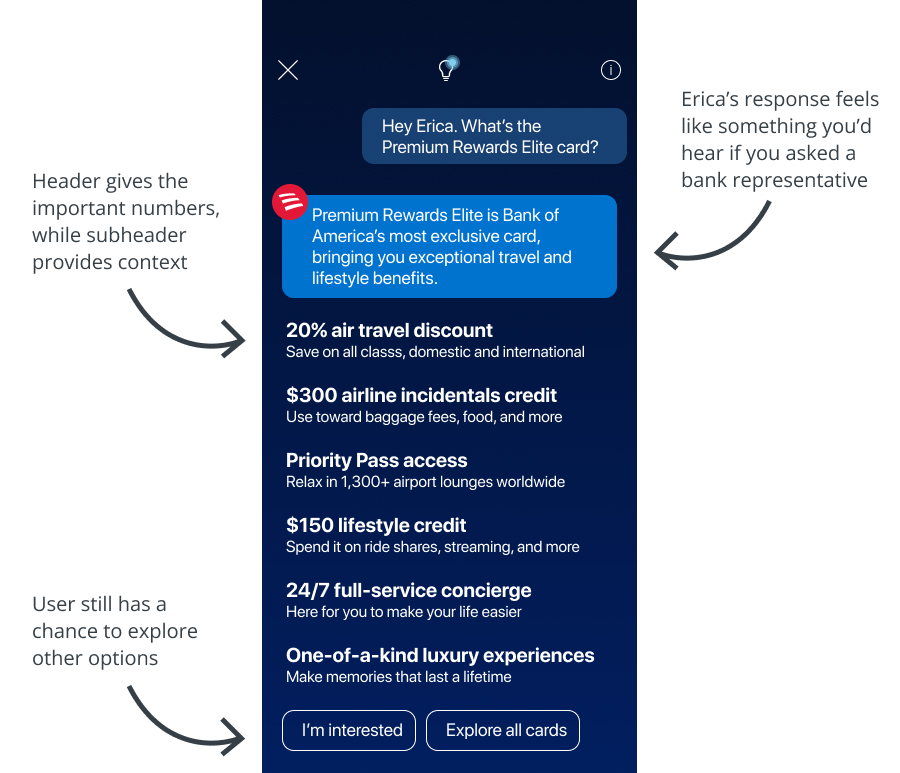 Hey Erica. What’s the
Premium Rewards Elite card?
Erica’s response feels
like something you’d
hear if you asked a
bank representative
Header gives the
important numbers,
while subheader
provides context
Premium Rewards Elite is Bank of
America’s most exclusive card,
bringing you exceptional travel and
lifestyle benefits.
20% air travel discount
Save on all classs, domestic and international
$300 airline incidentals credit
Use toward baggage fees, food, and more
Priority Pass access
Relax in 1,300+ airport lounges worldwide
$150 lifestyle credit
Spend it on ride shares, streaming, and more
24/7 full-service concierge
Here for you to make your life easier
User still has a
chance to explore
other options
One-of-a-kind luxury experiences
Make memories that last a lifetime
I’m interested
Explore all cards